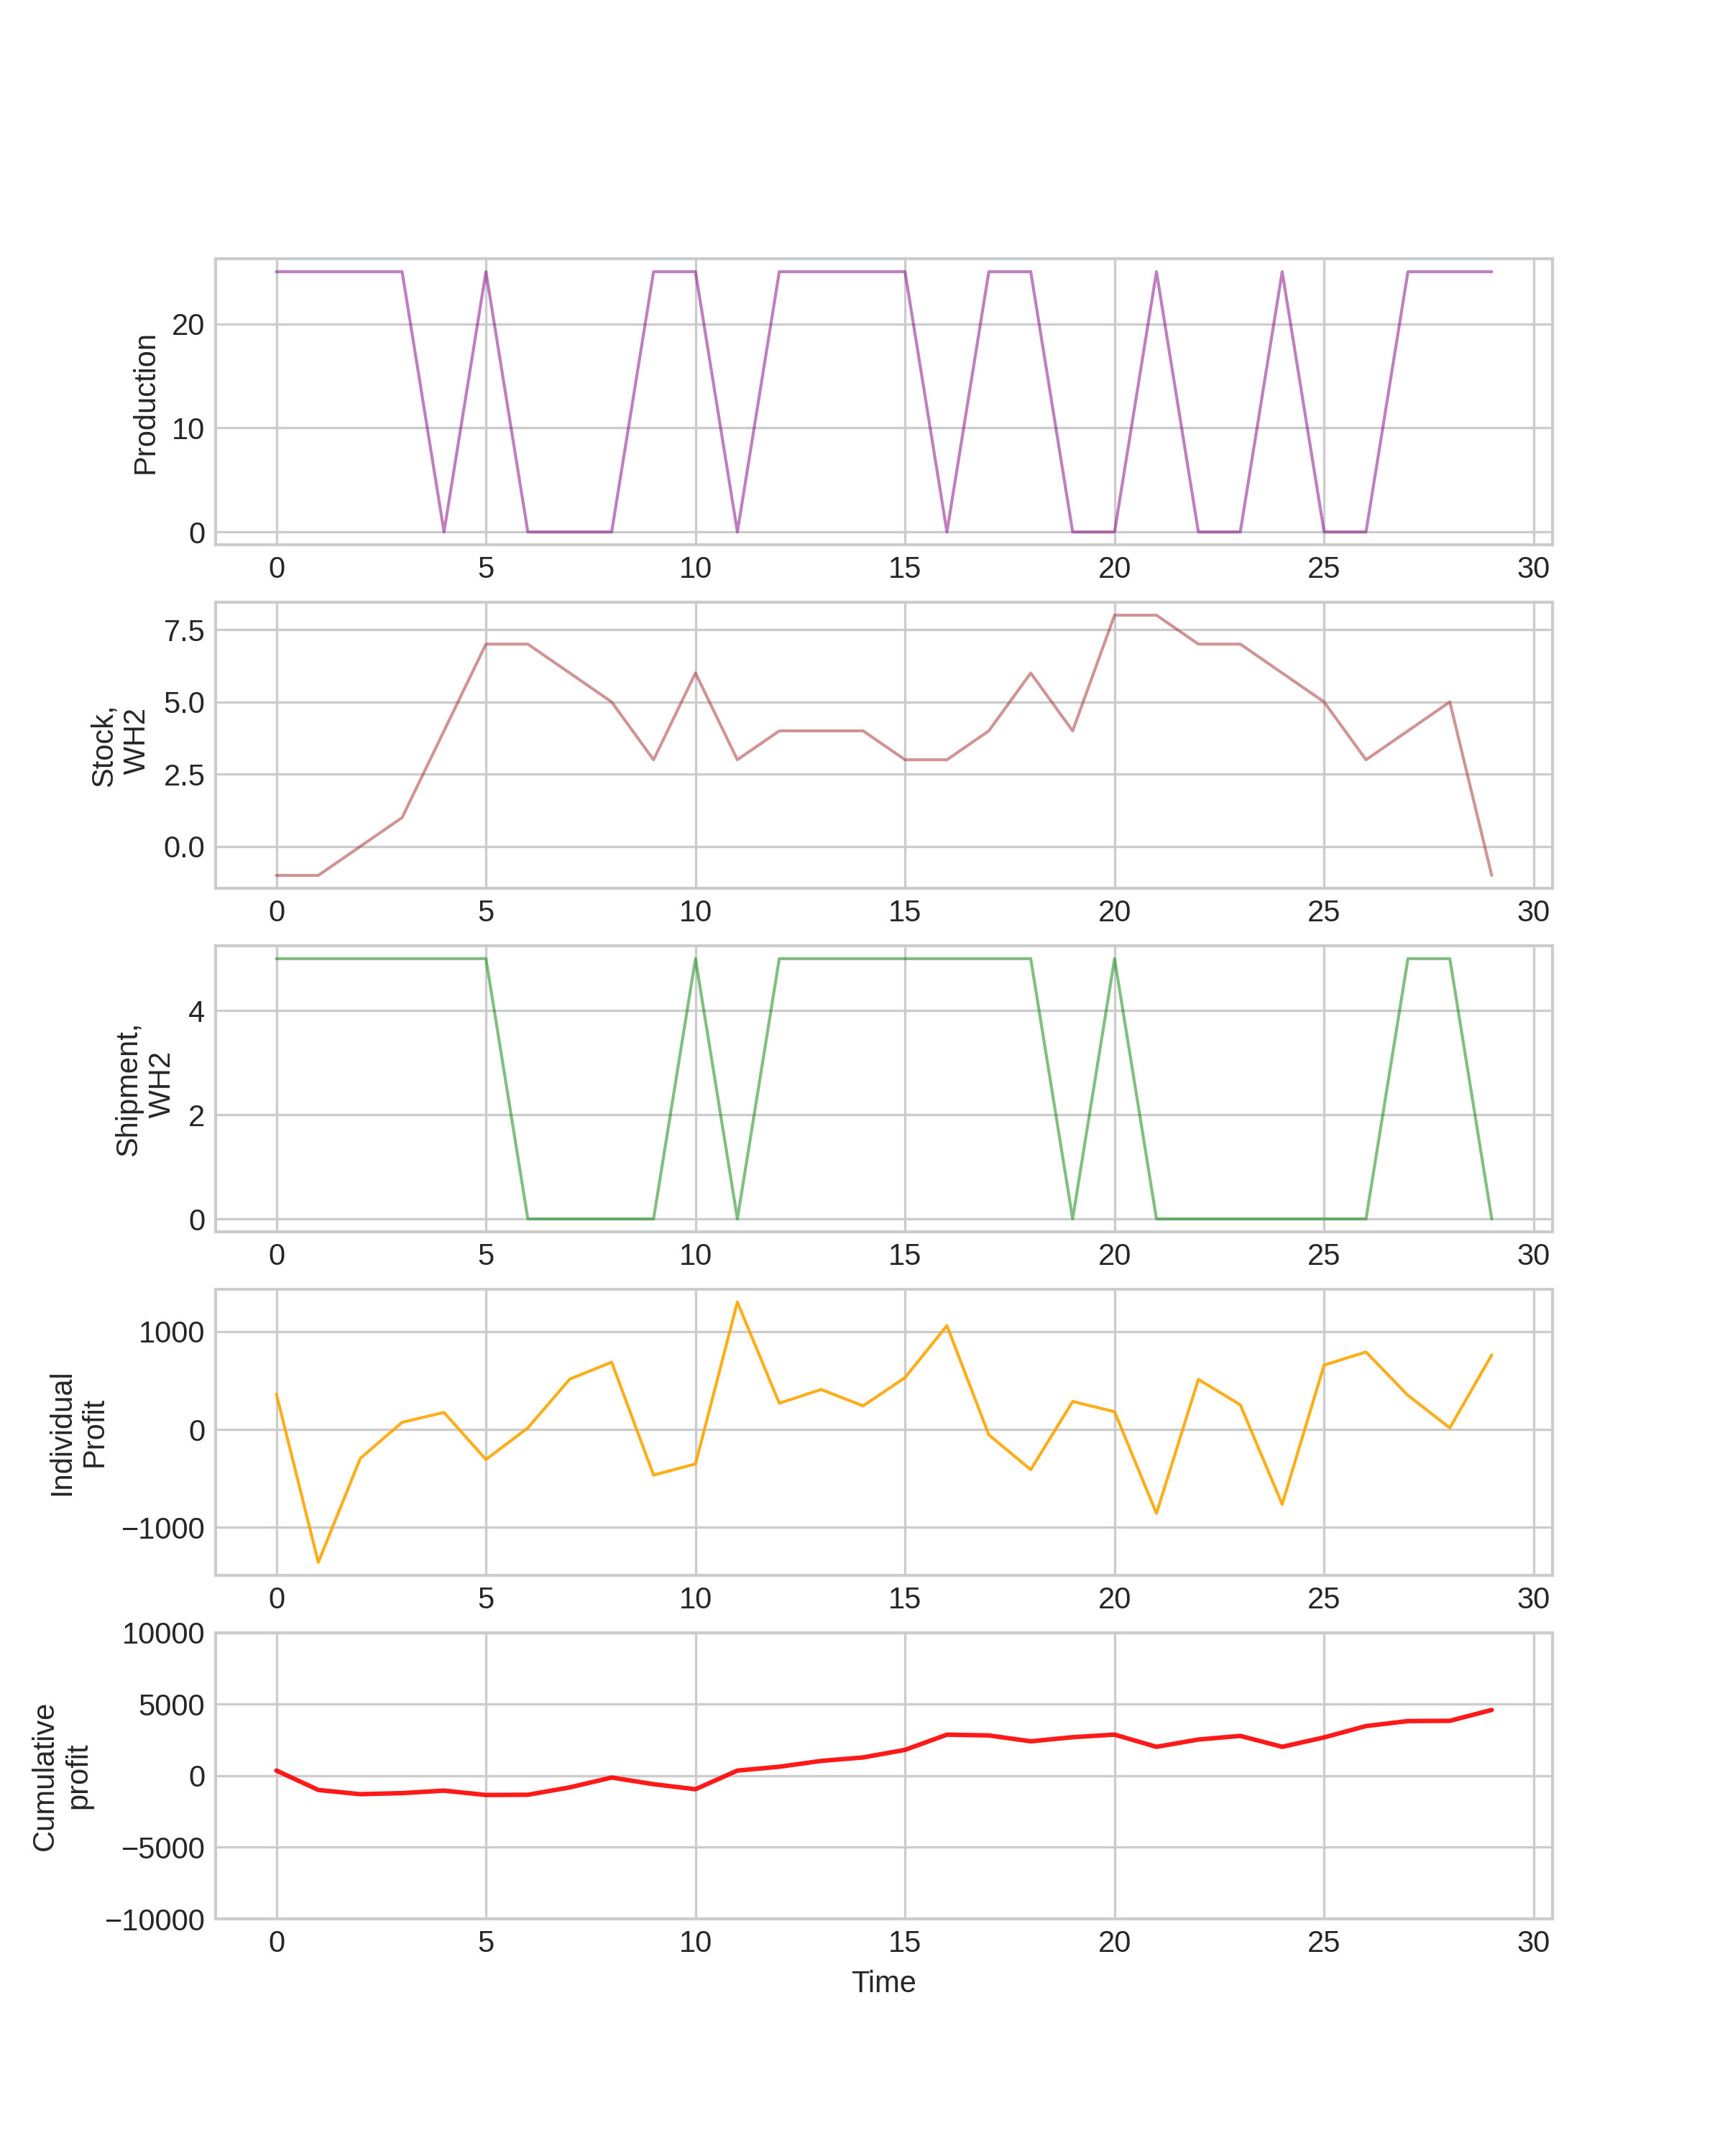 Production
20
10
0
0 5 10 15 20 25 30
Stock,
WH2
7.5
5.0
2.5
0.0
0 5 10 15 20 25 30
Shipment,
WH2
4
2
0
0 5 10 15 20 25 30
Individual
Profit
1000
0
−1000
0 5 10 15 20 25 30
Cumulative
profit
10000
5000
0
−5000
−10000
0 5 10 15 20 25 30
Time